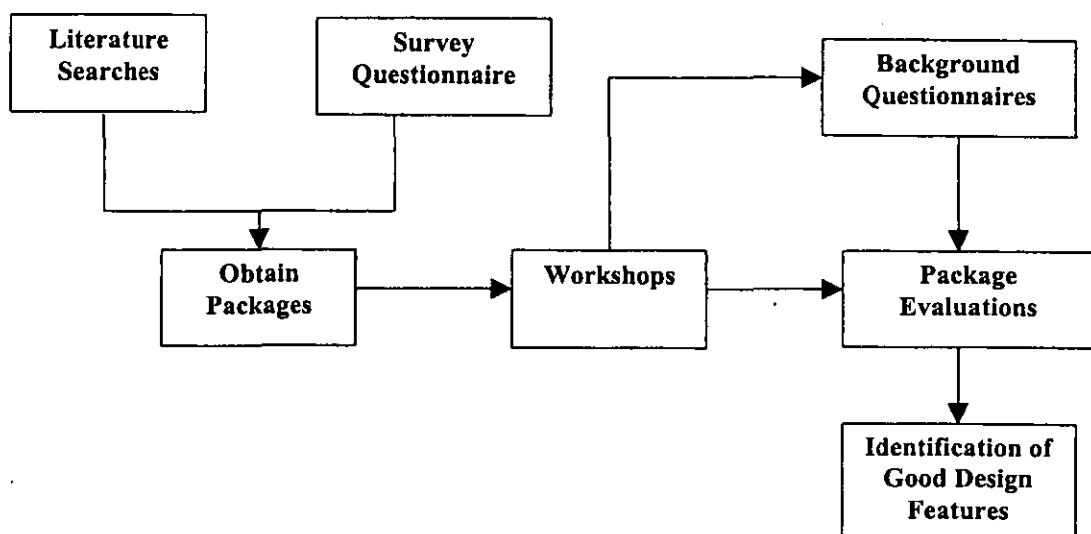 Literature
Searches
Survey
Questionnaire
Background
Questionnaires
Obtain
Packages
Workshops
Package
Evaluations
Identification of
Good Design
Features